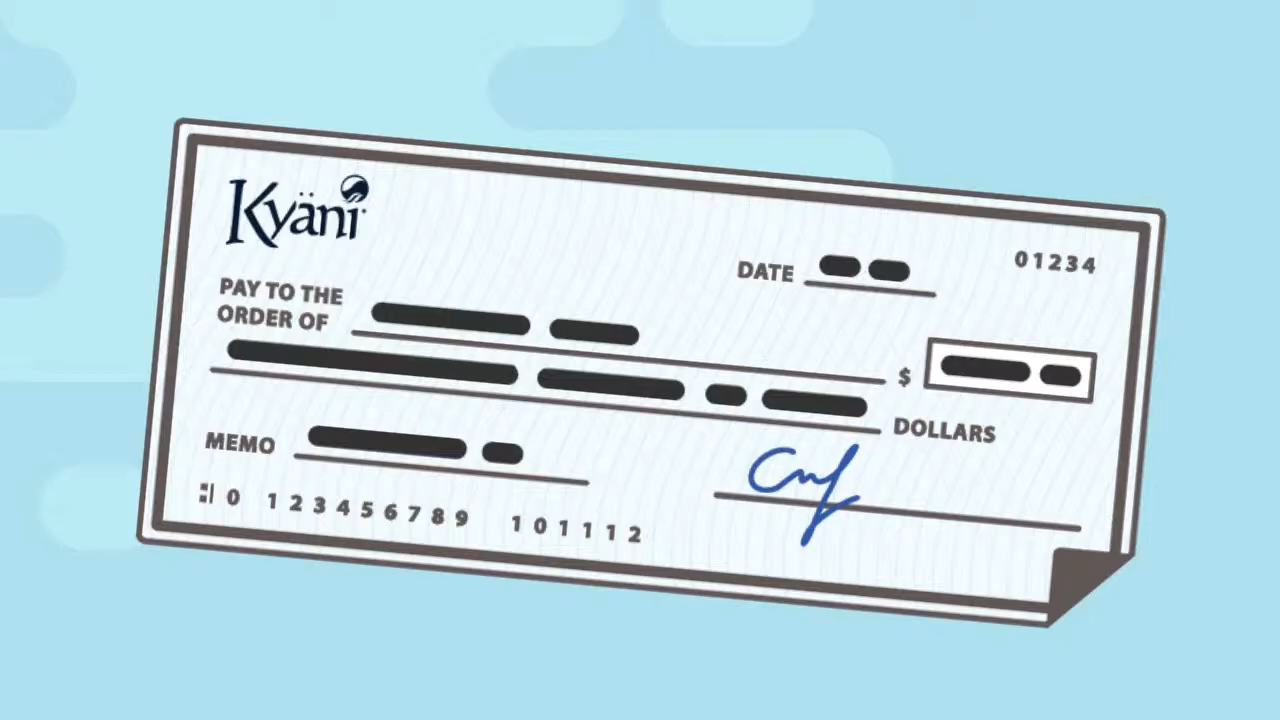 Kyäni
DATE
01234
PAY TO THE
ORDER OF
$
DOLLARS
MEMO
0 123456789 101112